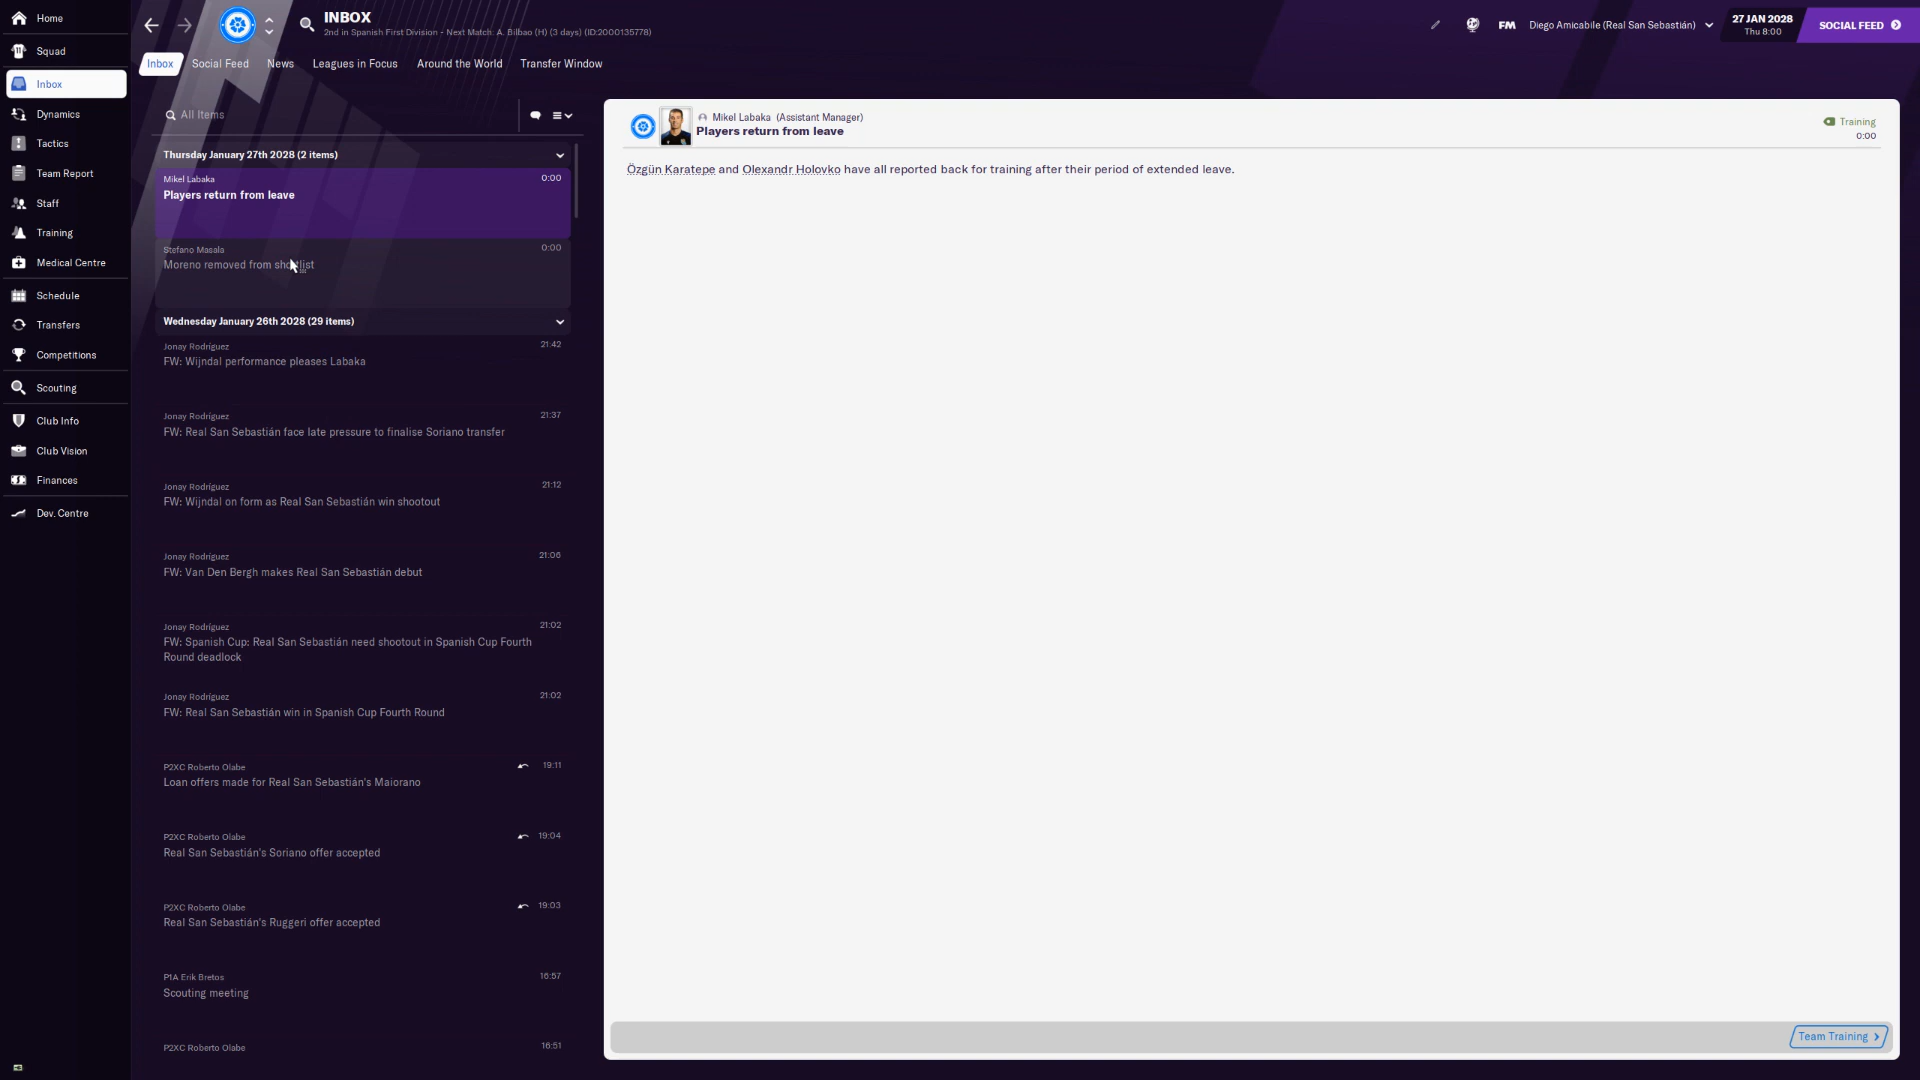 Home
Squad
Inbox
Dynamics
Tactics
Team Report
Staff
Training
Medical Centre
Schedule
Transfers
Competitions
Scouting
Club Info
Club Vision
Finances
Dev. Centre
INBOX
2nd in Spanish First Division - Next Match: A. Bilbao (H) (3 days) (ID:2000135778)
FM
Diego Amicabile (Real San Sebastián)
27 JAN 2028
Thu 8:00
SOCIAL FEED
Inbox Social Feed News Leagues in Focus Around the World Transfer Window
All Items
Thursday January 27th 2028 (2 items)
Mikel Labaka 0:00
Players return from leave
Stefano Masala 0:00
Moreno removed from shortlist
Wednesday January 26th 2028 (29 items)
Jonay Rodríguez 21:42
FW: Wijndal performance pleases Labaka
Jonay Rodríguez 21:37
FW: Real San Sebastián face late pressure to finalise Soriano transfer
Jonay Rodríguez 21:12
FW: Wijndal on form as Real San Sebastián win shootout
Jonay Rodríguez 21:06
FW: Van Den Bergh makes Real San Sebastián debut
Jonay Rodríguez 21:02
FW: Spanish Cup: Real San Sebastián need shootout in Spanish Cup Fourth
Round deadlock
Jonay Rodríguez 21:02
FW: Real San Sebastián win in Spanish Cup Fourth Round
P2XC Roberto Olabe 19:11
Loan offers made for Real San Sebastián's Maiorano
P2XC Roberto Olabe 19:04
Real San Sebastián's Soriano offer accepted
P2XC Roberto Olabe 19:03
Real San Sebastián's Ruggeri offer accepted
P1A Erik Bretos 16:57
Scouting meeting
P2XC Roberto Olabe 16:51
Mikel Labaka (Assistant Manager)
Players return from leave
Training
0:00
Özgün Karatepe and Olexandr Holovko have all reported back for training after their period of extended leave.
Team Training